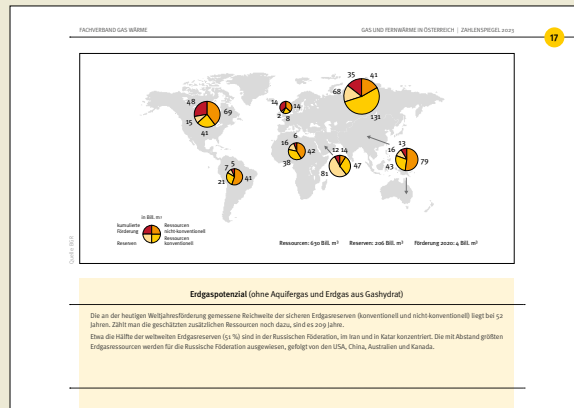 FACHVERBAND GAS WÄRME
GAS UND FERNWÄRME IN ÖSTERREICH | ZAHLENSPIEGEL 2023
17
48
69
15
41
14
14
2
8
35
41
68
131
6
16
42
38
5
7
21
41
12 14
47
81
13
16
79
43
in Bill. m³
kumulierte Förderung
Ressourcen nicht-konventionell
Reserven
Ressourcen konventionell
Ressourcen: 630 Bill. m³ Reserven: 206 Bill. m³ Förderung 2020: 4 Bill. m³
Quelle: BGR
Erdgaspotenzial (ohne Aquifergas und Erdgas aus Gashydrat)
Die an der heutigen Weltjahresförderung gemessene Reichweite der sicheren Erdgasreserven (konventionell und nicht-konventionell) liegt bei 52
Jahren. Zählt man die geschätzten zusätzlichen Ressourcen noch dazu, sind es 209 Jahre.
Etwa die Hälfte der weltweiten Erdgasreserven (51 %) sind in der Russischen Föderation, im Iran und in Katar konzentriert. Die mit Abstand größten
Erdgasressourcen werden für die Russische Föderation ausgewiesen, gefolgt von den USA, China, Australien und Kanada.